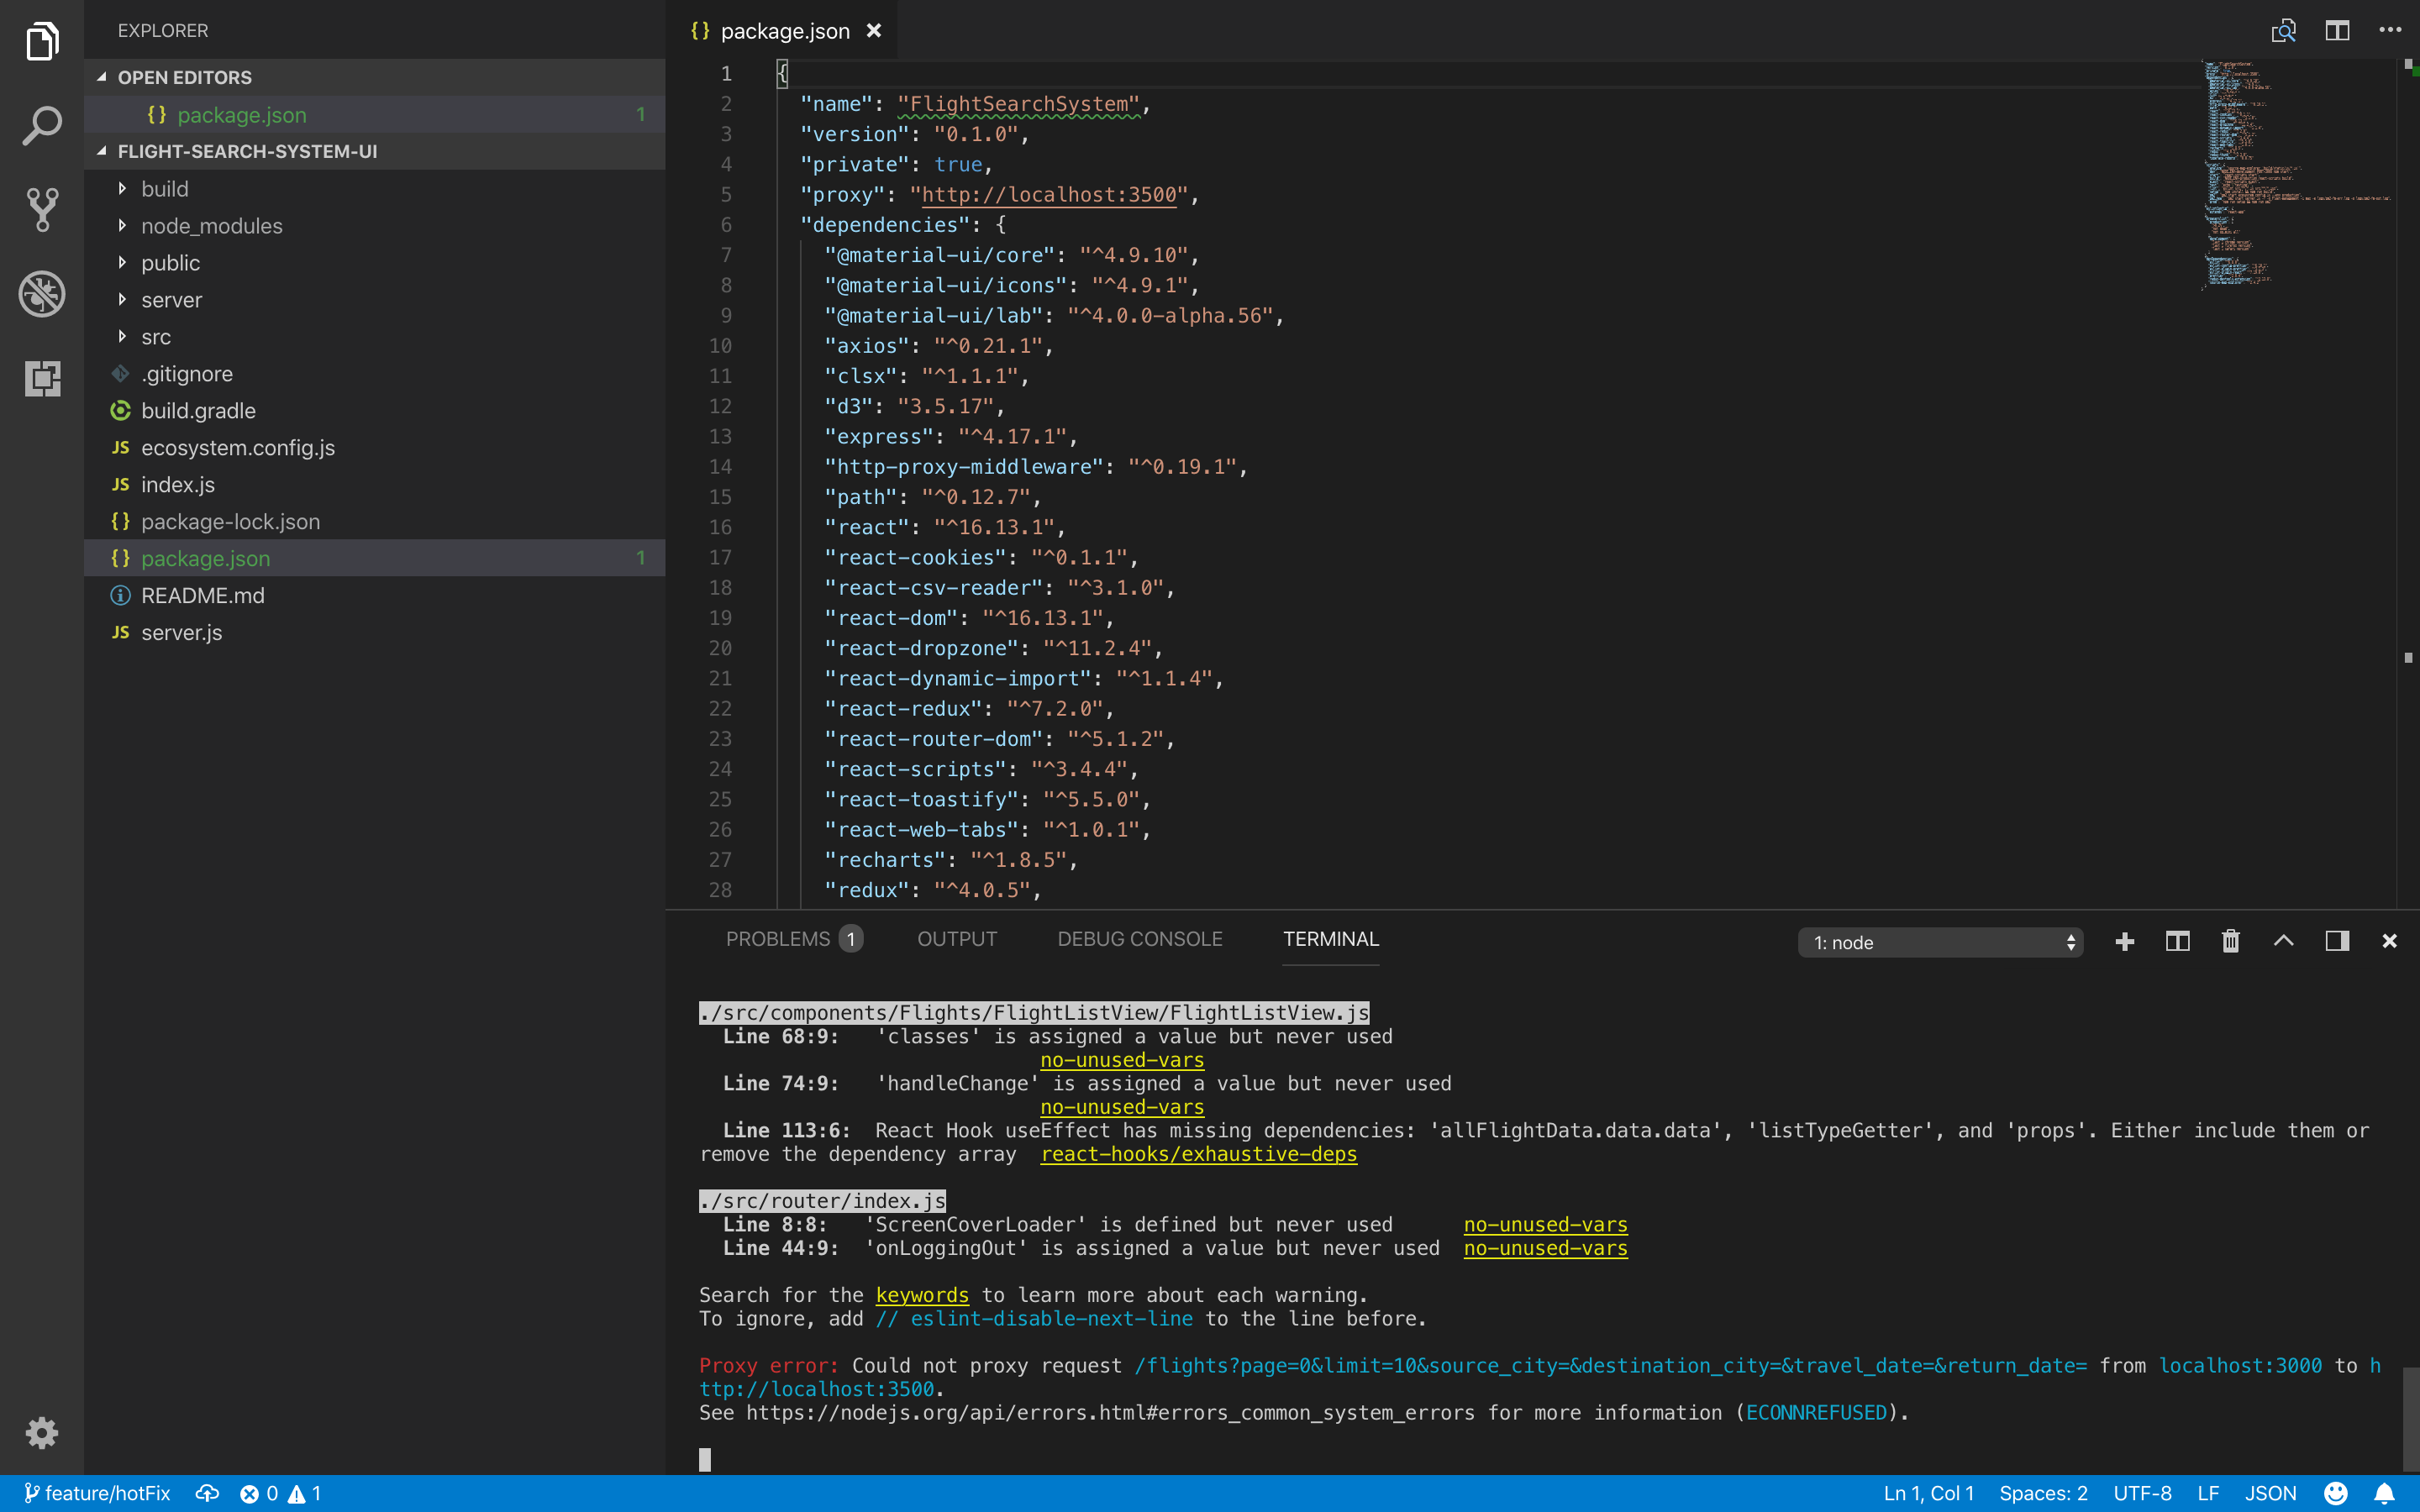 EXPLORER
OPEN EDITORS
{} package.json 1
FLIGHT-SEARCH-SYSTEM-UI
build
node_modules
public
server
src
.gitignore
build.gradle
JS ecosystem.config.js
JS index.js
{} package-lock.json
{} package.json 1
README.md
JS server.js
{} package.json
1 {
2 "name": "FlightSearchSystem",
3 "version": "0.1.0",
4 "private": true,
5 "proxy": "http://localhost:3500",
6 "dependencies": {
7 "@material-ui/core": "^4.9.10",
8 "@material-ui/icons": "^4.9.1",
9 "@material-ui/lab": "^4.0.0-alpha.56",
10 "axios": "^0.21.1",
11 "clsx": "^1.1.1",
12 "d3": "3.5.17",
13 "express": "^4.17.1",
14 "http-proxy-middleware": "^0.19.1",
15 "path": "^0.12.7",
16 "react": "^16.13.1",
17 "react-cookies": "^0.1.1",
18 "react-csv-reader": "^3.1.0",
19 "react-dom": "^16.13.1",
20 "react-dropzone": "^11.2.4",
21 "react-dynamic-import": "^1.1.4",
22 "react-redux": "^7.2.0",
23 "react-router-dom": "^5.1.2",
24 "react-scripts": "^3.4.4",
25 "react-toastify": "^5.5.0",
26 "react-web-tabs": "^1.0.1",
27 "recharts": "^1.8.5",
28 "redux": "^4.0.5",
PROBLEMS 1 OUTPUT DEBUG CONSOLE TERMINAL 1: node
./src/components/Flights/FlightListView/FlightListView.js
Line 68:9: 'classes' is assigned a value but never used
no-unused-vars
Line 74:9: 'handleChange' is assigned a value but never used
no-unused-vars
Line 113:6: React Hook useEffect has missing dependencies: 'allFlightData.data.data', 'listTypeGetter', and 'props'. Either include them or
remove the dependency array react-hooks/exhaustive-deps
./src/router/index.js
Line 8:8: 'ScreenCoverLoader' is defined but never used no-unused-vars
Line 44:9: 'onLoggingOut' is assigned a value but never used no-unused-vars
Search for the keywords to learn more about each warning.
To ignore, add // eslint-disable-next-line to the line before.
Proxy error: Could not proxy request /flights?page=0&limit=10&source_city=&destination_city=&travel_date=&return_date= from localhost:3000 to h
ttp://localhost:3500.
See https://nodejs.org/api/errors.html#errors_common_system_errors for more information (ECONNREFUSED).
feature/hotFix 0 1 Ln 1, Col 1 Spaces: 2 UTF-8 LF JSON